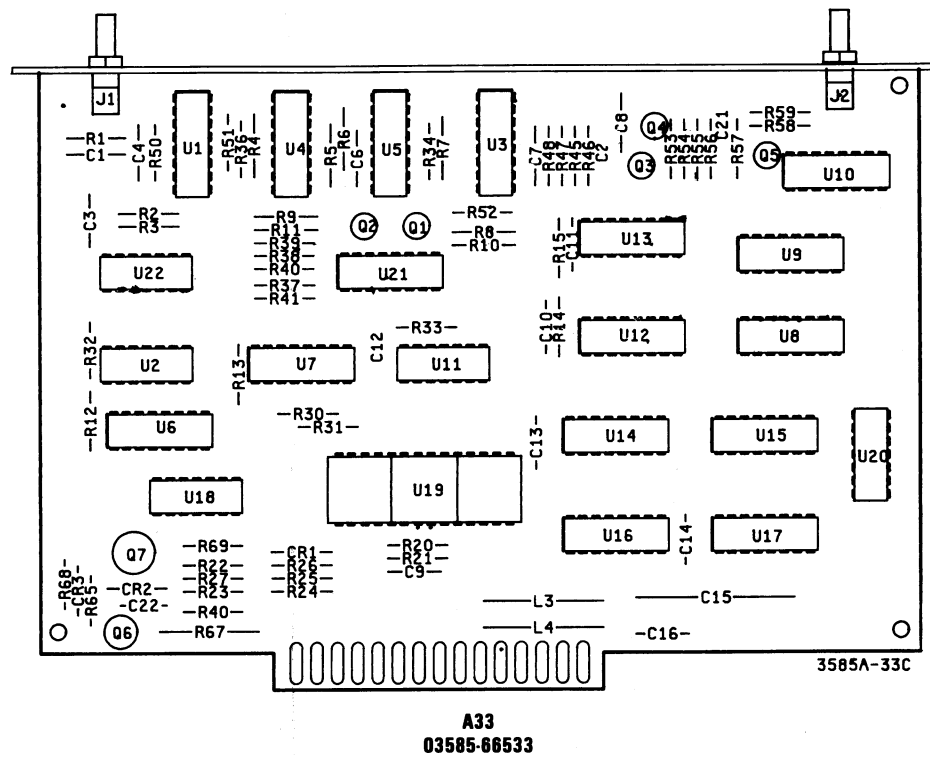 J1
J2
R1
C1
C4
R50
U1
R51
R36
R4
U4
R5
R6
C6
U5
R34
R7
U3
C7
R48
R47
R45
R46
C2
C8
Q4
Q3
R53
R54
R55
R56
C21
R57
R59
R58
Q5
U10
C3
R2
R3
R9
R11
R39
R38
R40
R37
R41
Q2
Q1
R52
R8
R10
R15
C11
U13
U9
U22
U21
C10
R14
U12
U8
R32
U2
R13
U7
C12
R33
U11
R12
U6
R30
R31
C13
U14
U15
U20
U18
U19
U16
C14
U17
Q7
R69
R22
R27
R23
R40
R67
CR1
R26
R25
R24
R20
R21
C9
R68
CR3
R65
CR2
C22
Q6
L3
L4
C15
C16
3585A-33C
A33
03585-66533